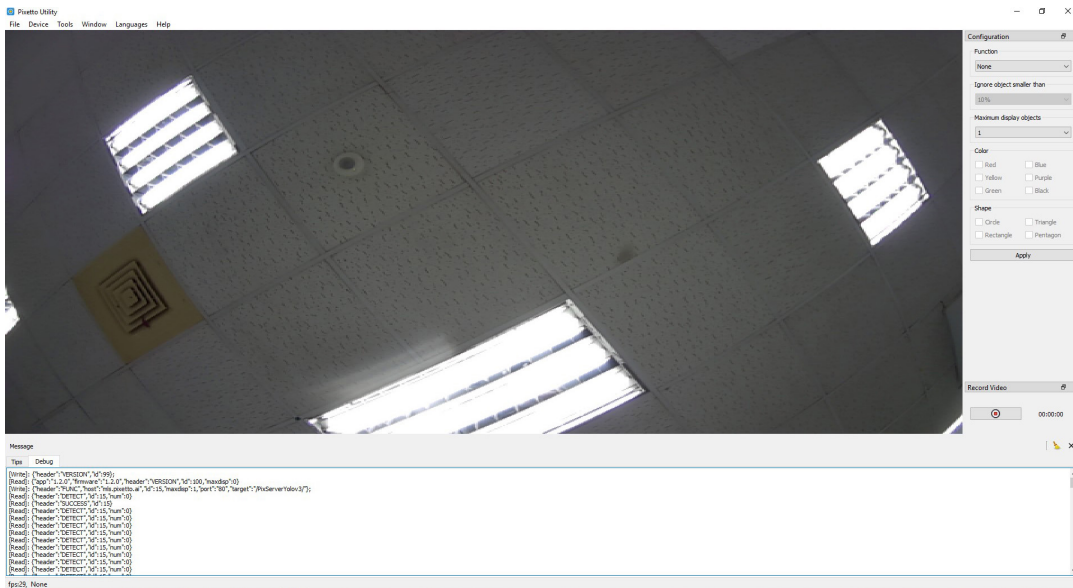 Pixetto Utility
File Device Tools Window Languages Help
Configuration
Function
None
Ignore object smaller than
10%
Maximum display objects
1
Color
Red Blue
Yellow Purple
Green Black
Shape
Circle Triangle
Rectangle Pentagon
Apply
Record Video
00:00:00
Message
Tips Debug
[Write]: {"header":"VERSION","id":99};
[Read]: {"app":"1.2.0","firmware":"1.2.0","header":"VERSION","id":100,"maxdisp":0}
[Write]: {"header":"FUNC","host":"mls.pixetto.ai","id":15,"maxdisp":1,"port":"80","target":"/PixServerYolov3/"};
[Read]: {"header":"DETECT","id":15,"num":0}
[Read]: {"header":"SUCCESS","id":15}
[Read]: {"header":"DETECT","id":15,"num":0}
[Read]: {"header":"DETECT","id":15,"num":0}
[Read]: {"header":"DETECT","id":15,"num":0}
[Read]: {"header":"DETECT","id":15,"num":0}
[Read]: {"header":"DETECT","id":15,"num":0}
[Read]: {"header":"DETECT","id":15,"num":0}
[Read]: {"header":"DETECT","id":15,"num":0}
[Read]: {"header":"DETECT","id":15,"num":0}
[Read]: {"header":"DETECT","id":15,"num":0}
fps:29, None